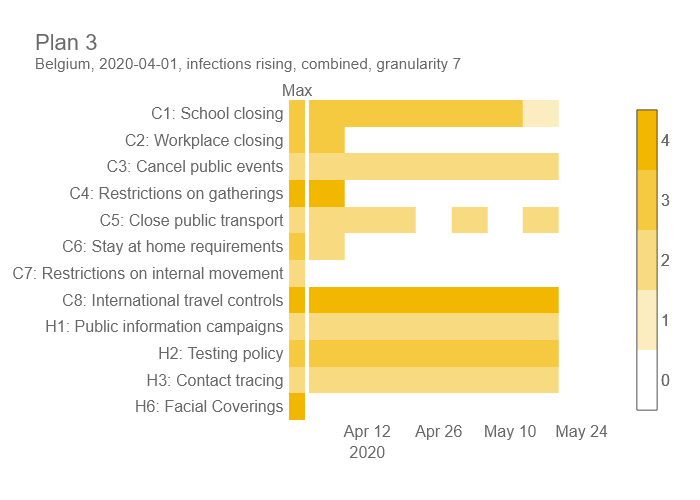 Plan 3
Belgium, 2020-04-01, infections rising, combined, granularity 7
Max
C1: School closing
C2: Workplace closing
C3: Cancel public events
C4: Restrictions on gatherings
C5: Close public transport
C6: Stay at home requirements
C7: Restrictions on internal movement
C8: International travel controls
H1: Public information campaigns
H2: Testing policy
H3: Contact tracing
H6: Facial Coverings
Apr 12 Apr 26 May 10 May 24
2020
4
3
2
1
0